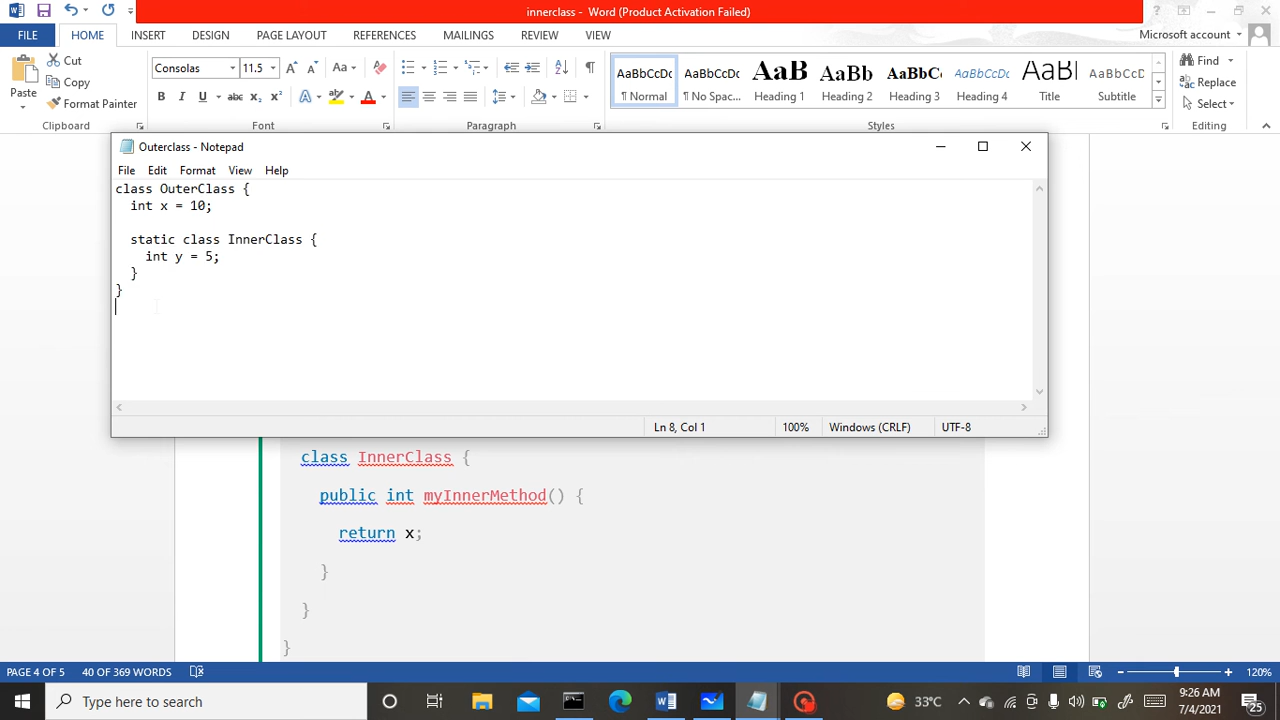 innerclass - Word (Product Activation Failed)
FILE HOME INSERT DESIGN PAGE LAYOUT REFERENCES MAILINGS REVIEW VIEW Microsoft account
Paste
Cut
Copy
Format Painter
Clipboard
Consolas 11.5
Font
Paragraph
AaBbCcDc AaBbCcDc AaB AaBb AaBbCc AaBbCcDc AaBl AaBbCcD
¶ Normal ¶ No Spac... Heading 1 Heading 2 Heading 3 Heading 4 Title Subtitle
Styles
Find
Replace
Select
Editing
Outerclass - Notepad
File Edit Format View Help
class OuterClass {
int x = 10;
static class InnerClass {
int y = 5;
}
}
Ln 8, Col 1 100% Windows (CRLF) UTF-8
class InnerClass {
public int myInnerMethod() {
return x;
}
}
}
PAGE 4 OF 5 40 OF 369 WORDS 120%
Type here to search
33°C
9:26 AM
7/4/2021
25